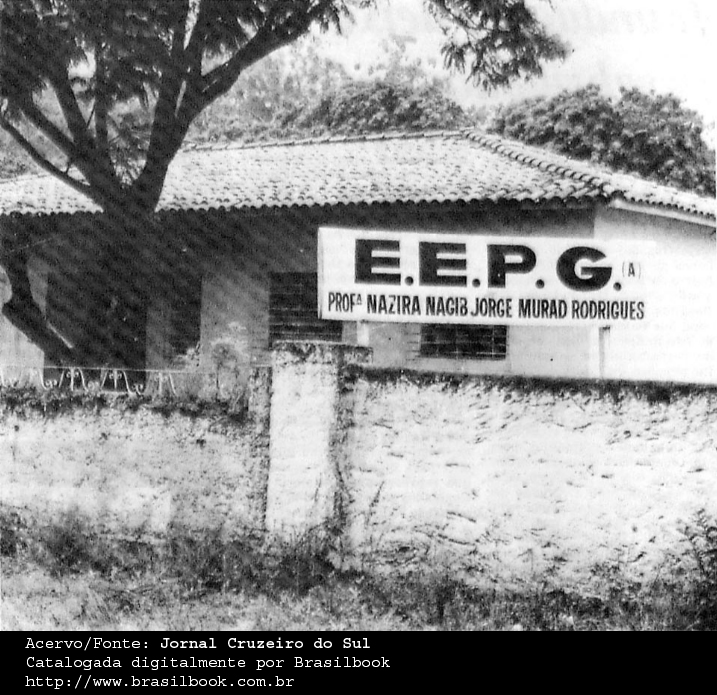 E.E.P.G.(A)
PROFª NAZIRA NAGIB JORGE MURAD RODRIGUES
Acervo/Fonte: Jornal Cruzeiro do Sul
Catalogada digitalmente por Brasilbook
http://www.brasilbook.com.br